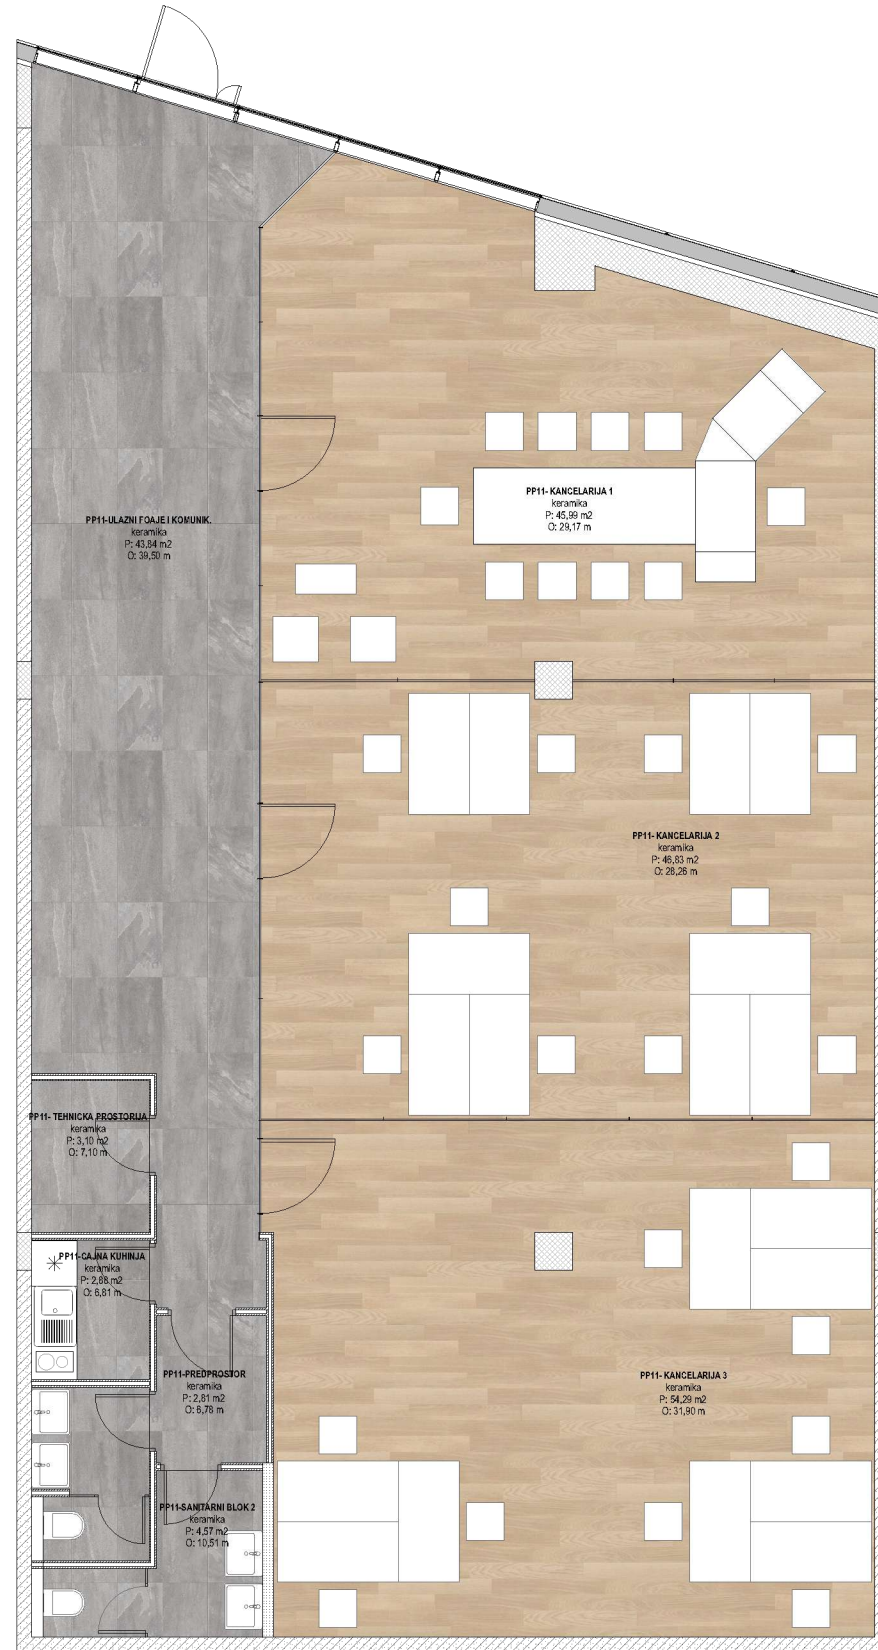 PP11- KANCELARIJA 1
keramika
P: 45,99 m2
O: 29,17 m
PP11-ULAZNI FOAJE I KOMUNIK.
keramika
P: 43,84 m2
O: 39,50 m
PP11- KANCELARIJA 2
keramika
P: 46,83 m2
O: 28,26 m
PP11- TEHNICKA PROSTORIJA
keramika
P: 3,10 m2
O: 7,10 m
PP11-CAJNA KUHINJA
keramika
P: 2,88 m2
O: 6,81 m
PP11-PREDPROSTOR
keramika
P: 2,81 m2
O: 6,78 m
PP11- KANCELARIJA 3
keramika
P: 54,29 m2
O: 31,90 m
PP11-SANITARNI BLOK 2
keramika
P: 4,57 m2
O: 10,51 m